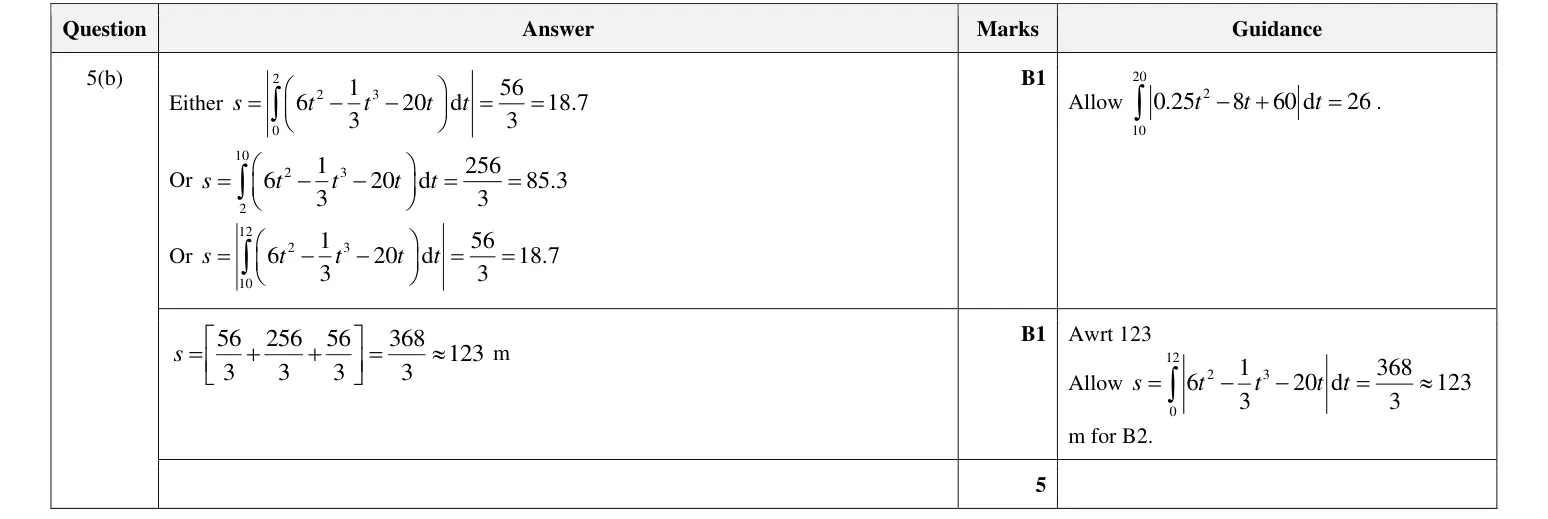 Question Answer Marks Guidance
5(b) Either s = |∫₀² (6t² − 1/3 t³ − 20t) dt| = 56/3 = 18.7 B1 Allow ∫₁₀²⁰ |0.25t² − 8t + 60| dt = 26 .
Or s = ∫₂¹⁰ (6t² − 1/3 t³ − 20t) dt = 256/3 = 85.3
Or s = |∫₁₀¹² (6t² − 1/3 t³ − 20t) dt| = 56/3 = 18.7
s = [56/3 + 256/3 + 56/3] = 368/3 ≈ 123 m B1 Awrt 123
Allow s = ∫₀¹² |6t² − 1/3 t³ − 20t| dt = 368/3 ≈ 123
m for B2.
5